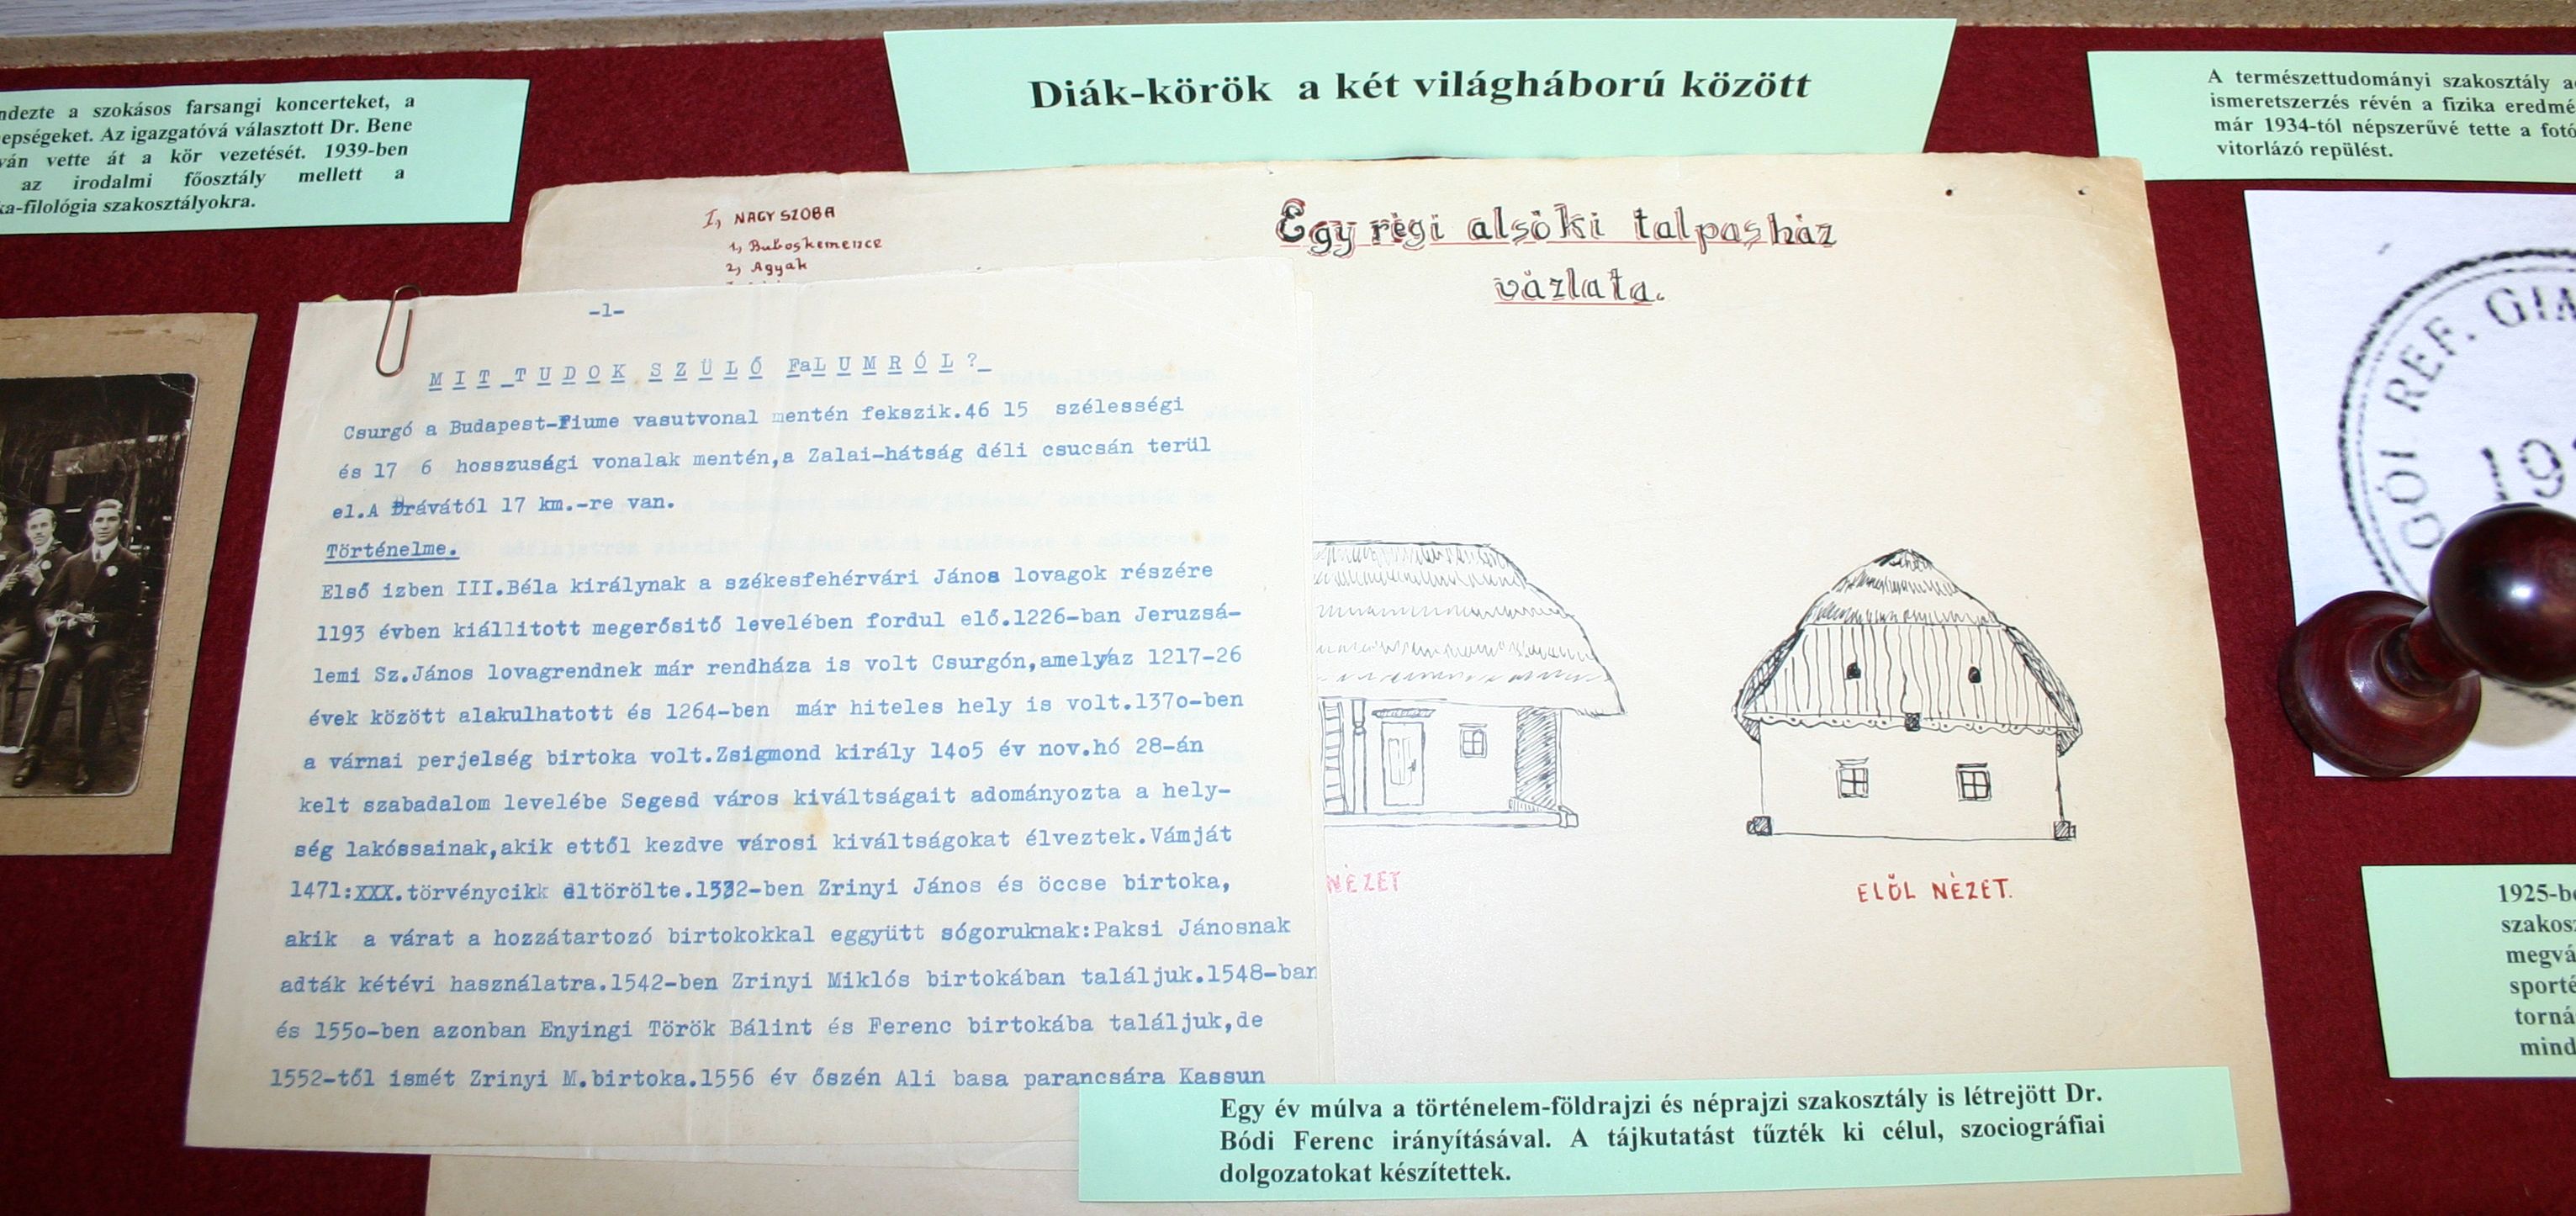 Diák-körök a két világháború között
ndezte a szokásos farsangi koncerteket, a
epségeket. Az igazgatóvá választott Dr. Bene
ván vette át a kör vezetését. 1939-ben
az irodalmi főosztály mellett a
ka-filológia szakosztályokra.
A természettudományi szakosztály
ismeretszerzés révén a fizika eredmé
már 1934-tól népszerűvé tette a fotó
vitorlázó repülést.
I, NAGY SZOBA
1, Buboskemence
2, Agyak
Egy règi alsòki talpasház
vázlata.
-1-
MIT TUDOK SZÜLŐ FaLUMRÓL?
Csurgó a Budapest-Fiume vasutvonal mentén fekszik.46 15 szélességi
és 17 6 hosszusági vonalak mentén,a Zalai-hátság déli csucsán terül
el.A Drávától 17 km.-re van.
Történelme.
Első izben III.Béla királynak a székesfehérvári János lovagok részére
1193 évben kiállitott megerősitő levelében fordul elő.1226-ban Jeruzsá-
lemi Sz.János lovagrendnek már rendháza is volt Csurgón,amely az 1217-26
évek között alakulhatott és 1264-ben már hiteles hely is volt.137o-ben
a várnai perjelség birtoka volt.Zsigmond király 14o5 év nov.hó 28-án
kelt szabadalom levelébe Segesd város kiváltságait adományozta a hely-
ség lakóssainak,akik ettől kezdve városi kiváltságokat élveztek.Vámját
1471:XXX.törvénycikk eltörölte.1532-ben Zrinyi János és öccse birtoka,
akik a várat a hozzátartozó birtokokkal eggyütt sógoruknak:Paksi Jánosnak
adták kétévi használatra.1542-ben Zrinyi Miklós birtokában találjuk.1548-ban
és 155o-ben azonban Enyingi Török Bálint és Ferenc birtokába találjuk,de
1552-től ismét Zrinyi M.birtoka.1556 év őszén Ali basa parancsára Kassun
NÉZET
ELŐL NÈZET.
GÓI REF. GIM
19
1925-be
szakos
megvá
sporté
torná
mind
Egy év múlva a történelem-földrajzi és néprajzi szakosztály is létrejött Dr.
Bódi Ferenc irányításával. A tájkutatást tűzték ki célul, szociográfiai
dolgozatokat készítettek.